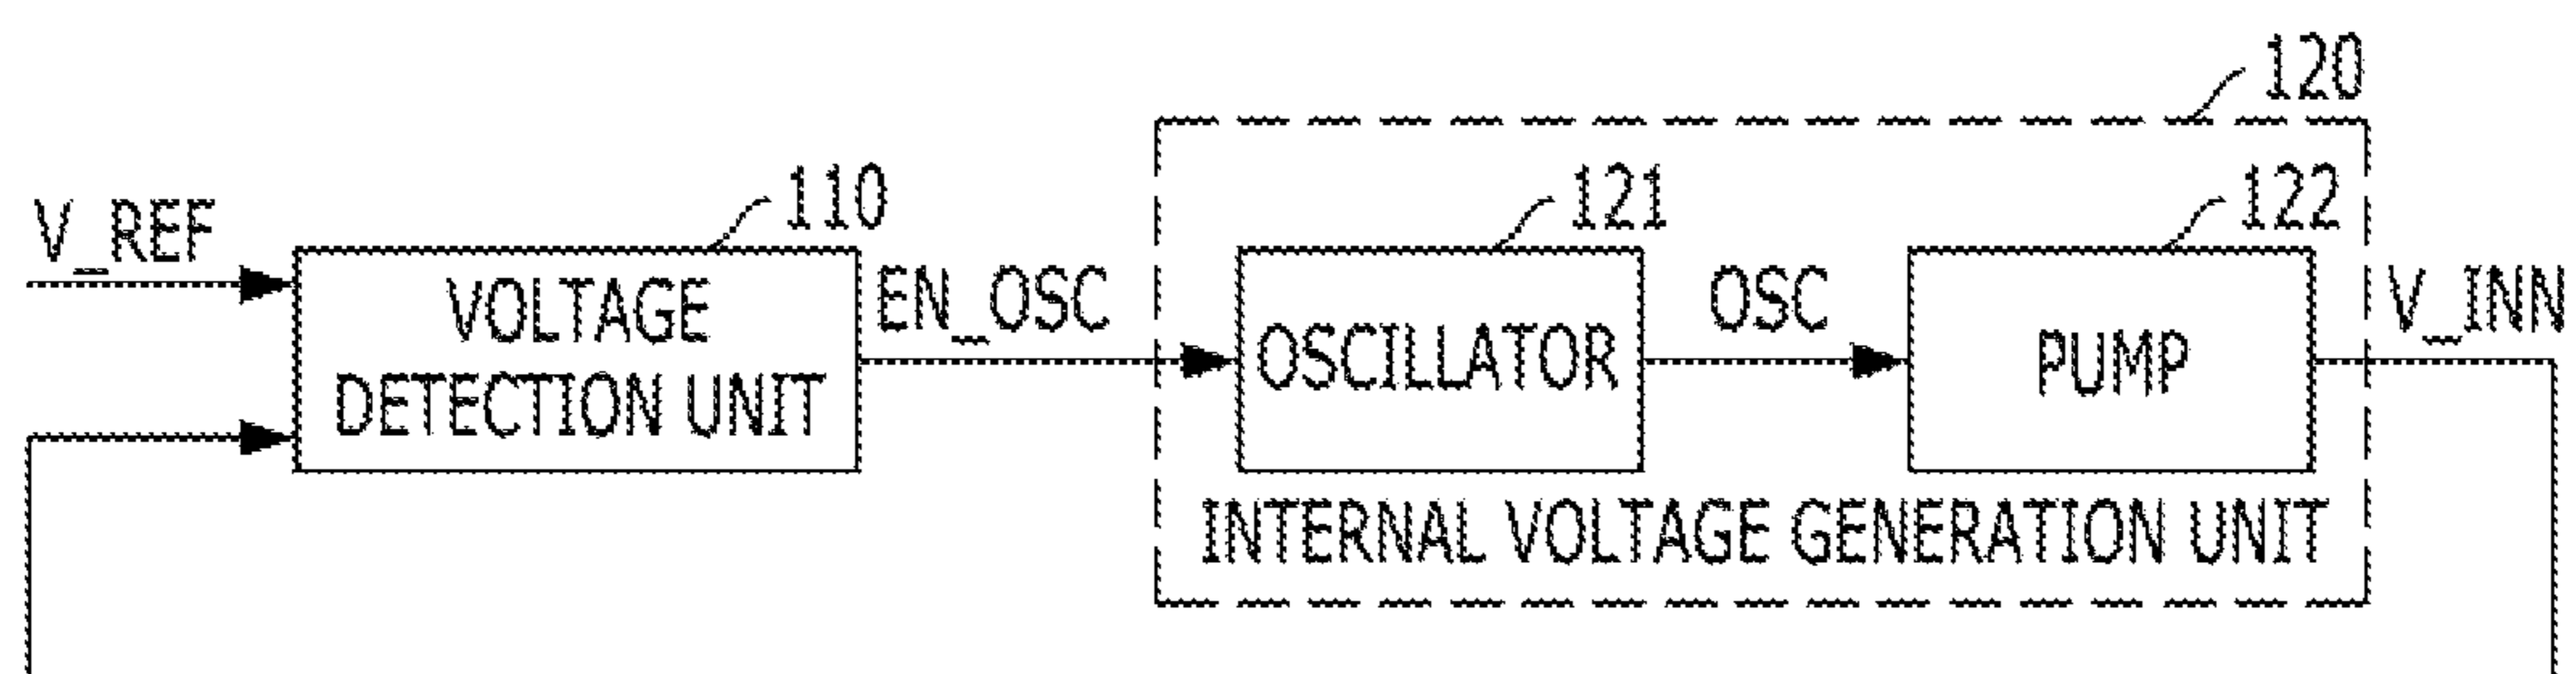 120
V_REF
110
121
122
VOLTAGE
DETECTION UNIT
EN_OSC
OSCILLATOR
OSC
PUMP
V_INN
INTERNAL VOLTAGE GENERATION UNIT